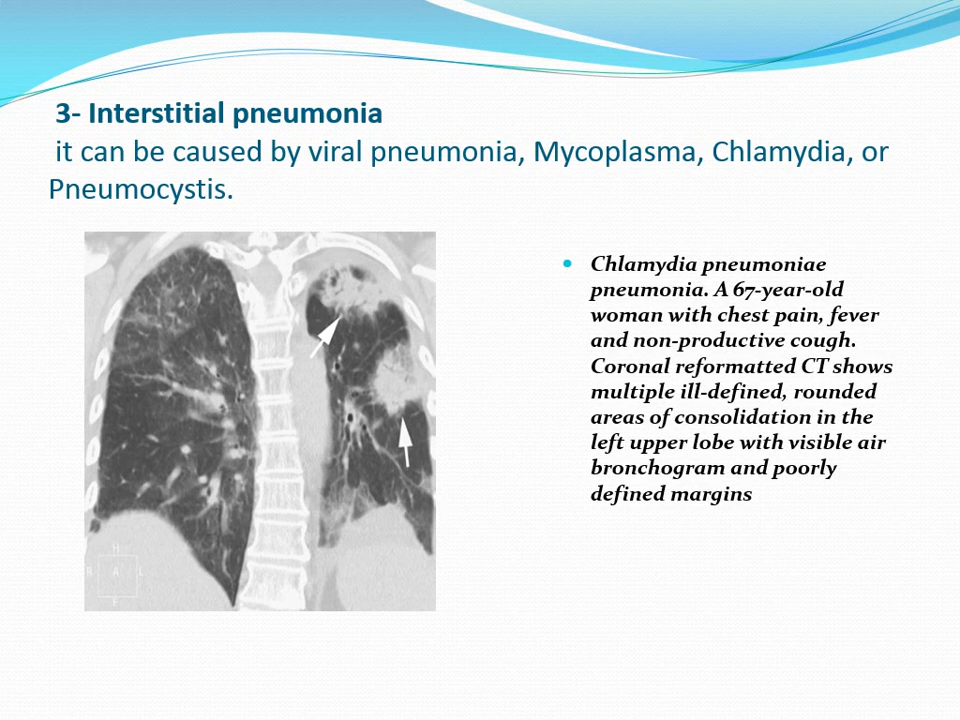 3- Interstitial pneumonia
it can be caused by viral pneumonia, Mycoplasma, Chlamydia, or
Pneumocystis.
Chlamydia pneumoniae
pneumonia. A 67-year-old
woman with chest pain, fever
and non-productive cough.
Coronal reformatted CT shows
multiple ill-defined, rounded
areas of consolidation in the
left upper lobe with visible air
bronchogram and poorly
defined margins
H
R A L
F